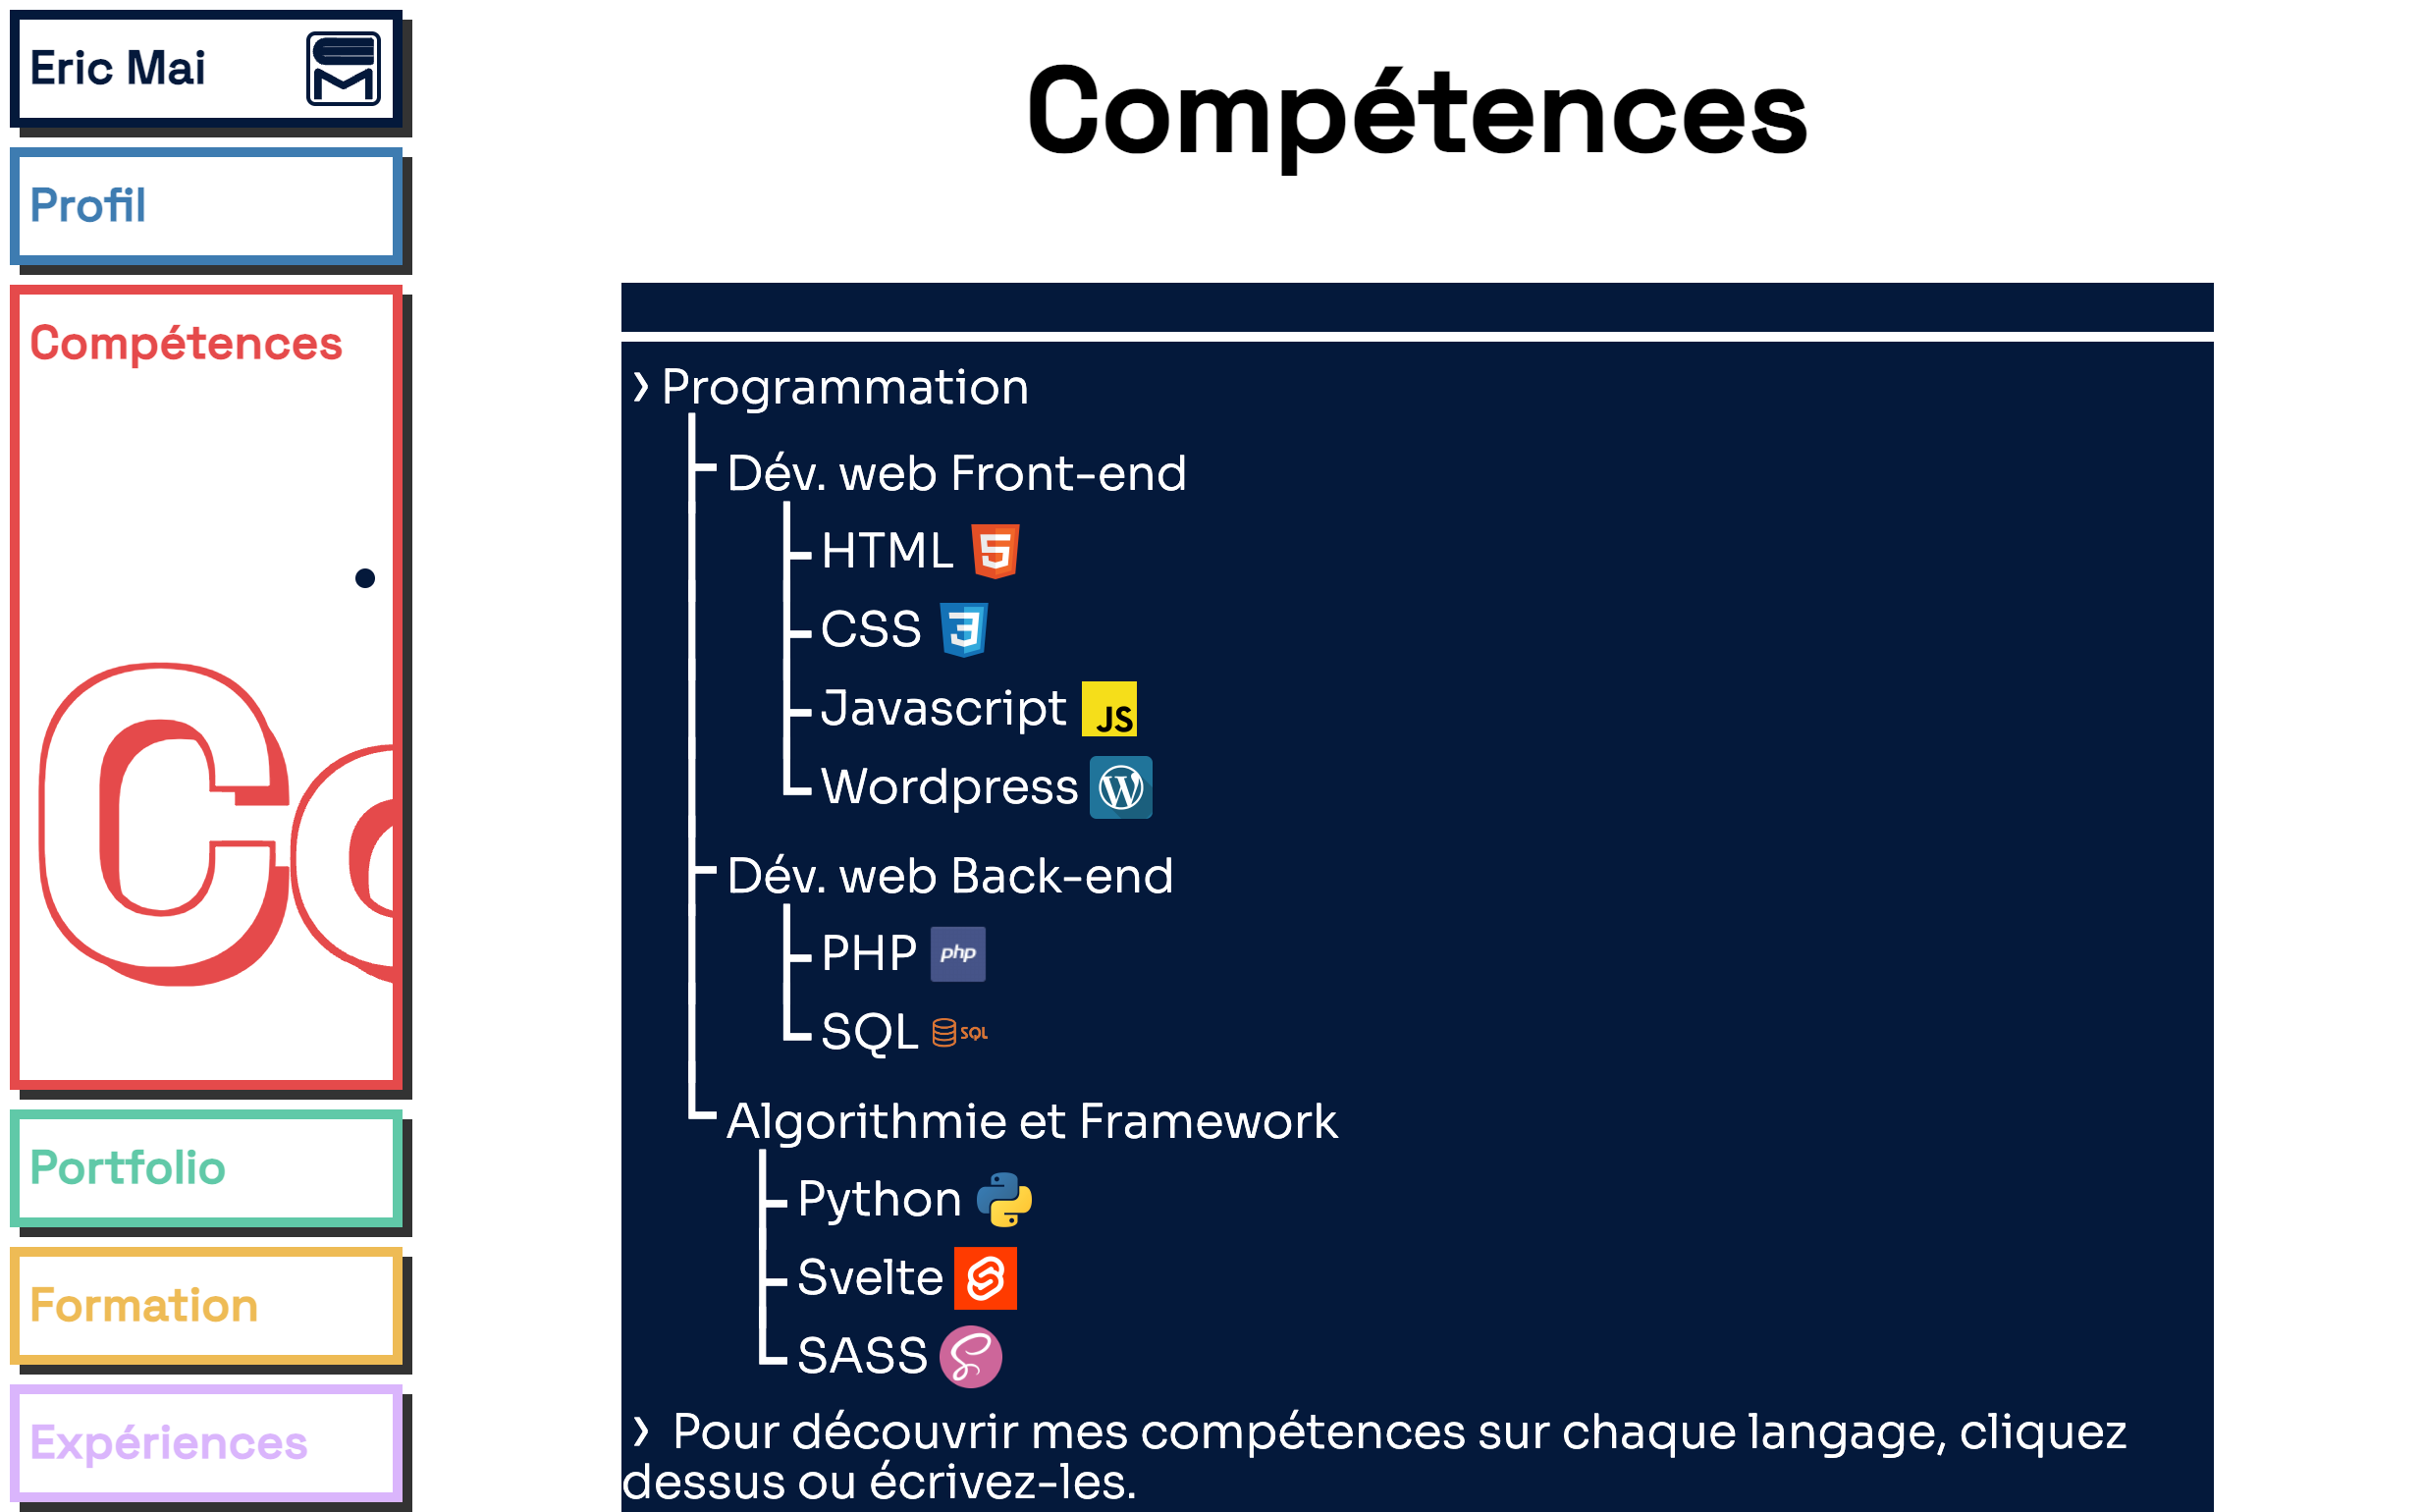 Eric Mai
Profil
Compétences
Co
Portfolio
Formation
Expériences
Compétences
❯ Programmation
Dév. web Front-end
HTML 5
CSS 3
Javascript JS
Wordpress W
Dév. web Back-end
PHP php
SQL SQL
Algorithmie et Framework
Python
Svelte
SASS
❯ Pour découvrir mes compétences sur chaque langage, cliquez
dessus ou écrivez-les.